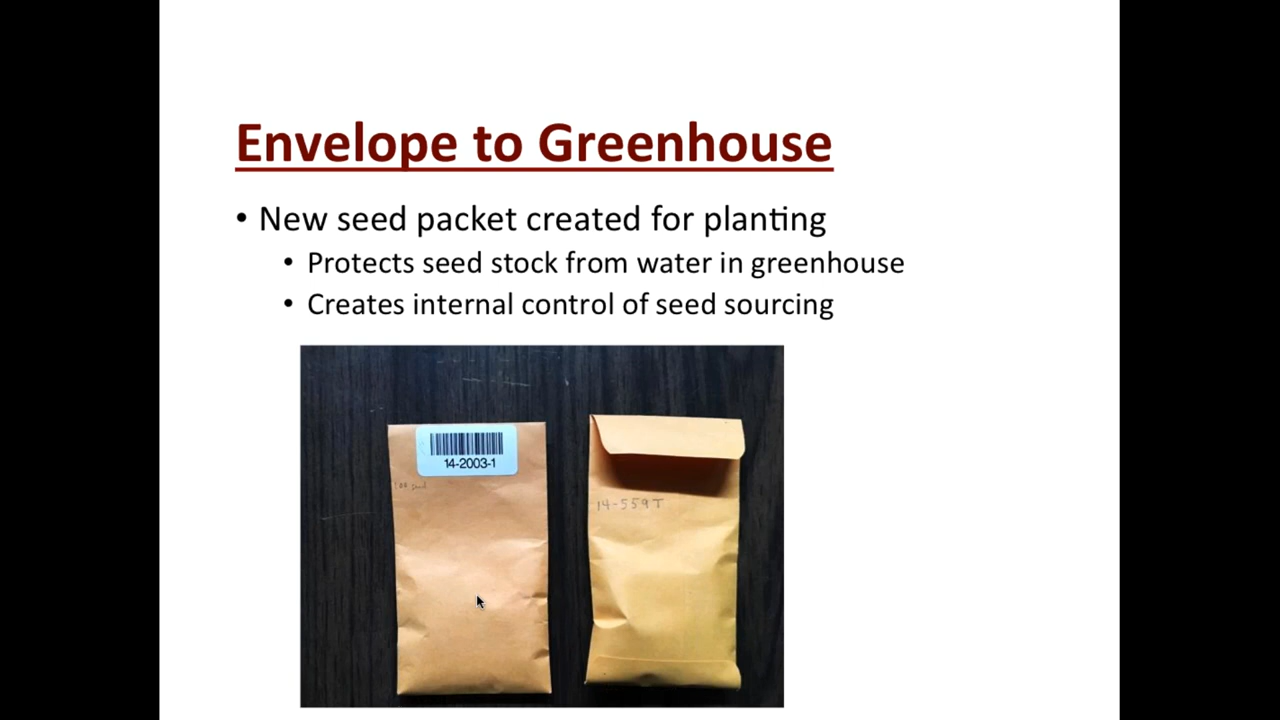 Envelope to Greenhouse
• New seed packet created for planting
• Protects seed stock from water in greenhouse
• Creates internal control of seed sourcing
14-2003-1
14-559T